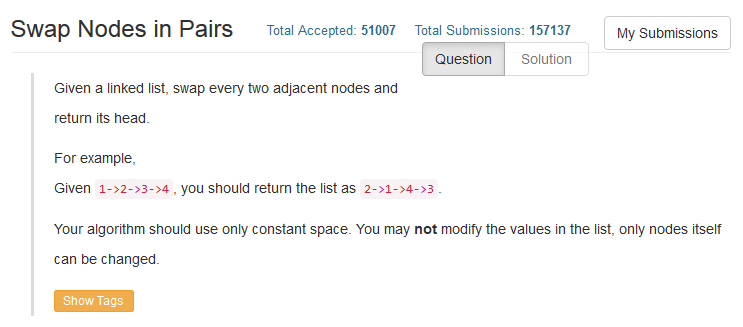 Swap Nodes in Pairs Total Accepted: 51007 Total Submissions: 157137 My Submissions
Question Solution
Given a linked list, swap every two adjacent nodes and
return its head.
For example,
Given 1->2->3->4, you should return the list as 2->1->4->3.
Your algorithm should use only constant space. You may not modify the values in the list, only nodes itself
can be changed.
Show Tags